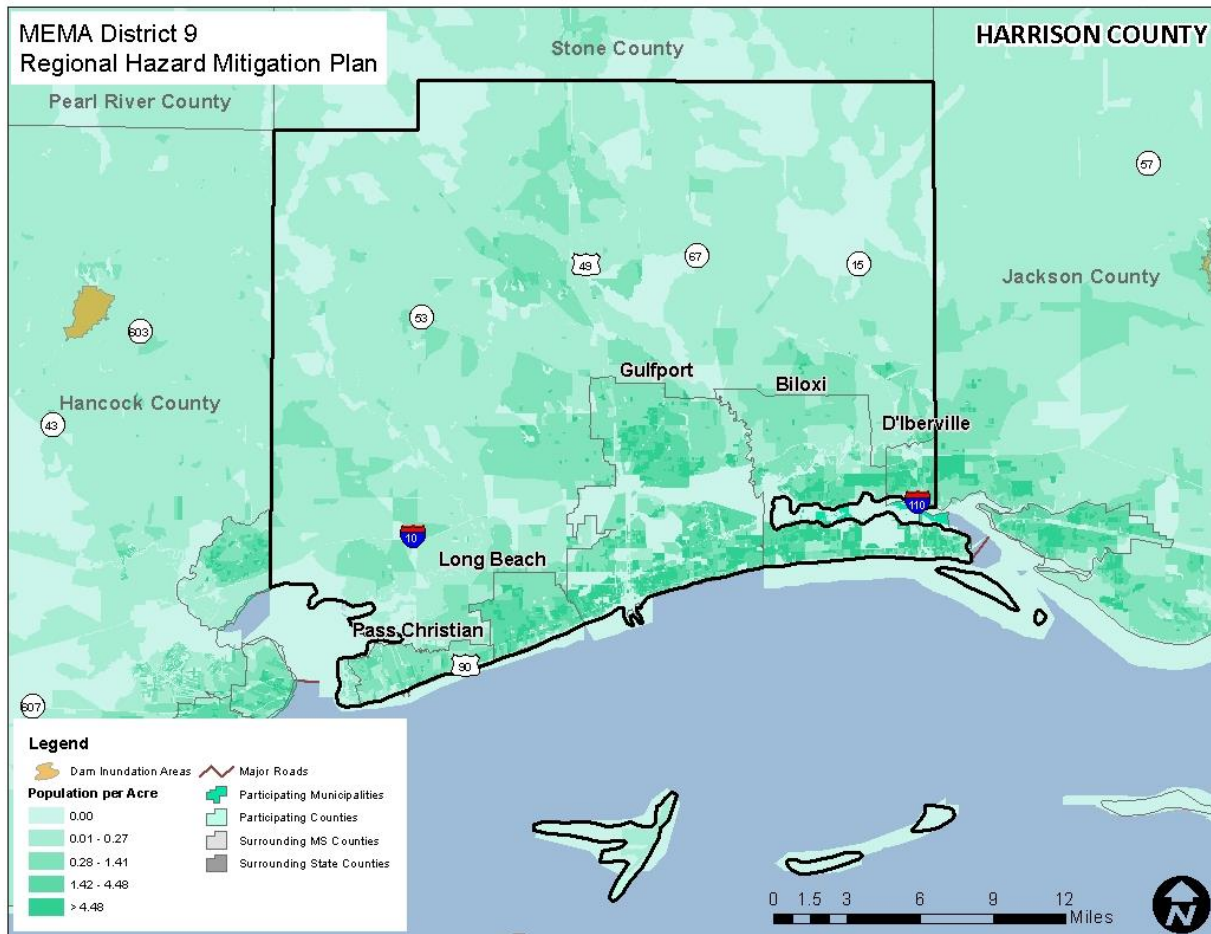 MEMA District 9
Regional Hazard Mitigation Plan
HARRISON COUNTY
Stone County
Pearl River County
57
49
67
15
Jackson County
53
603
Gulfport
Biloxi
Hancock County
43
D'Iberville
110
10
Long Beach
Pass Christian
90
607
Legend
Dam Inundation Areas
Population per Acre
0.00
0.01 - 0.27
0.28 - 1.41
1.42 - 4.48
> 4.48
Major Roads
Participating Municipalities
Participating Counties
Surrounding MS Counties
Surrounding State Counties
0 1.5 3 6 9 12
Miles
N